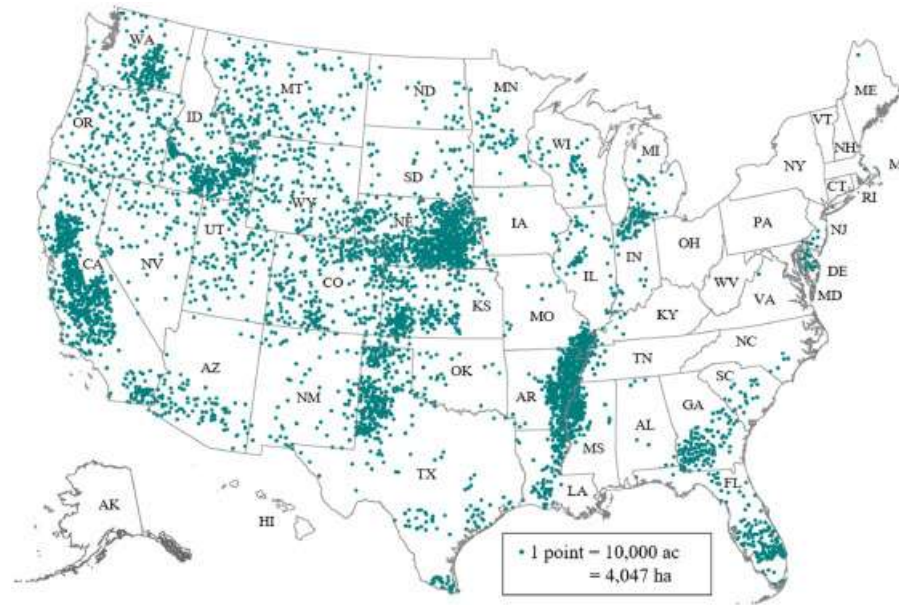 WA
MT
ND
MN
ME
OR
ID
WI
MI
VT
NH
NY
M
SD
WY
CT
RI
NE
IA
PA
NJ
NV
UT
CA
CO
IL
IN
OH
DE
MD
WV
VA
KS
MO
KY
NC
AZ
NM
OK
AR
TN
SC
MS
AL
GA
TX
LA
FL
AK
HI
• 1 point = 10,000 ac
= 4,047 ha